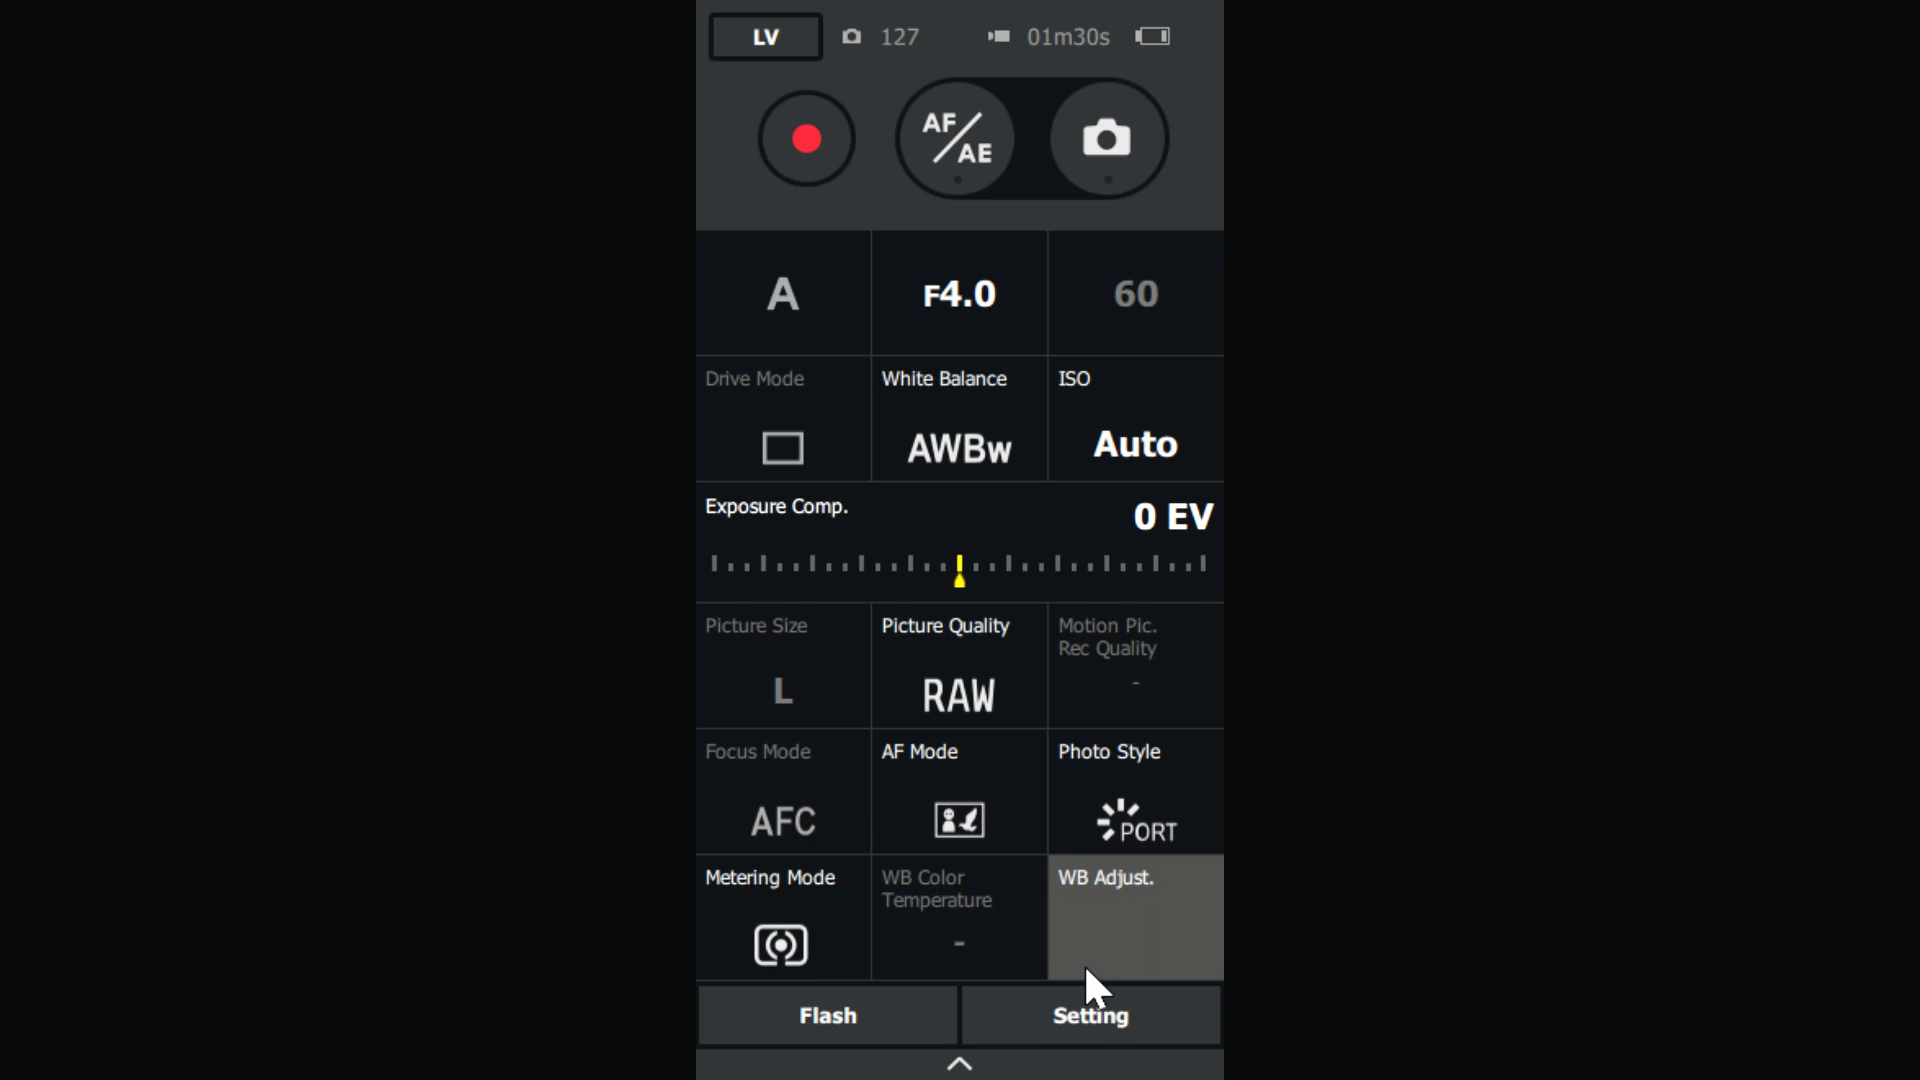 LV 127 01m30s
AF/AE
A F4.0 60
Drive Mode White Balance ISO
AWBw Auto
Exposure Comp. 0 EV
Picture Size Picture Quality Motion Pic.
Rec Quality
L RAW -
Focus Mode AF Mode Photo Style
AFC PORT
Metering Mode WB Color WB Adjust.
Temperature
-
Flash Setting